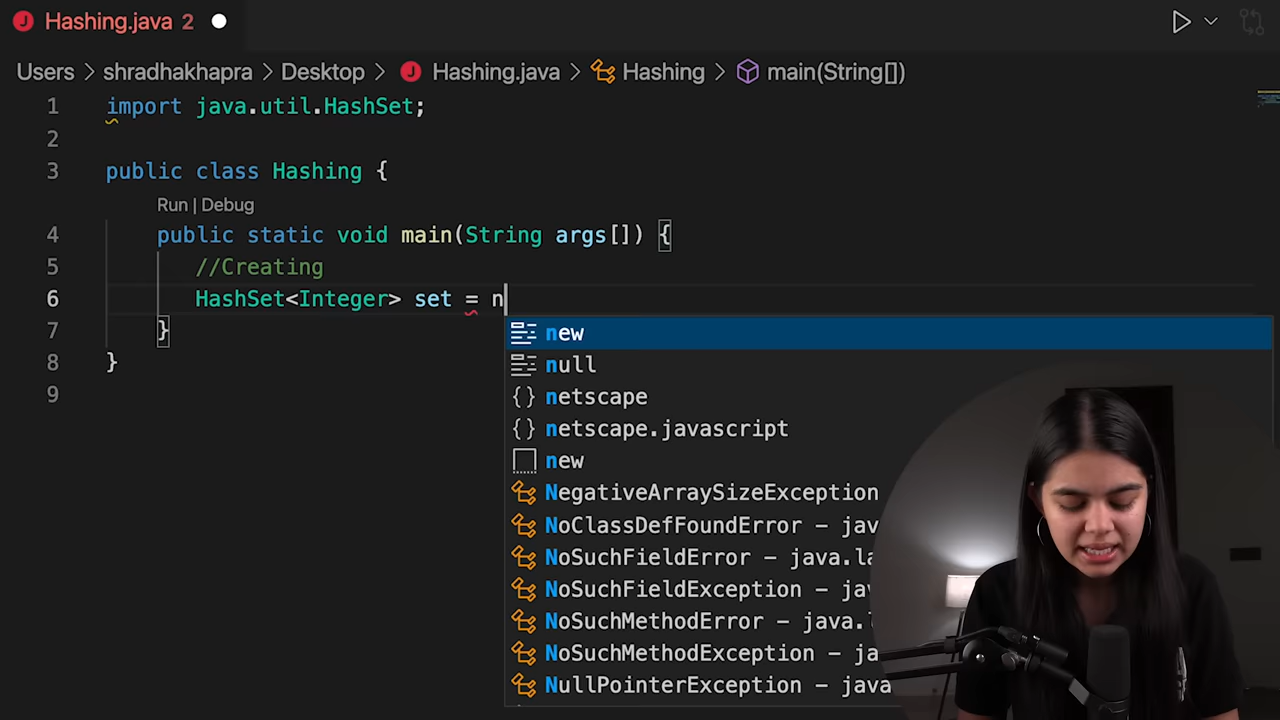 Hashing.java 2
Users > shradhakhapra > Desktop > Hashing.java > Hashing > main(String[])
1 import java.util.HashSet;
2
3 public class Hashing {
Run | Debug
4 public static void main(String args[]) {
5 //Creating
6 HashSet<Integer> set = n
7 }
8 }
9
new
null
netscape
netscape.javascript
new
NegativeArraySizeException
NoClassDefFoundError – jav
NoSuchFieldError – java.la
NoSuchFieldException – jav
NoSuchMethodError – java.l
NoSuchMethodException – ja
NullPointerException – java